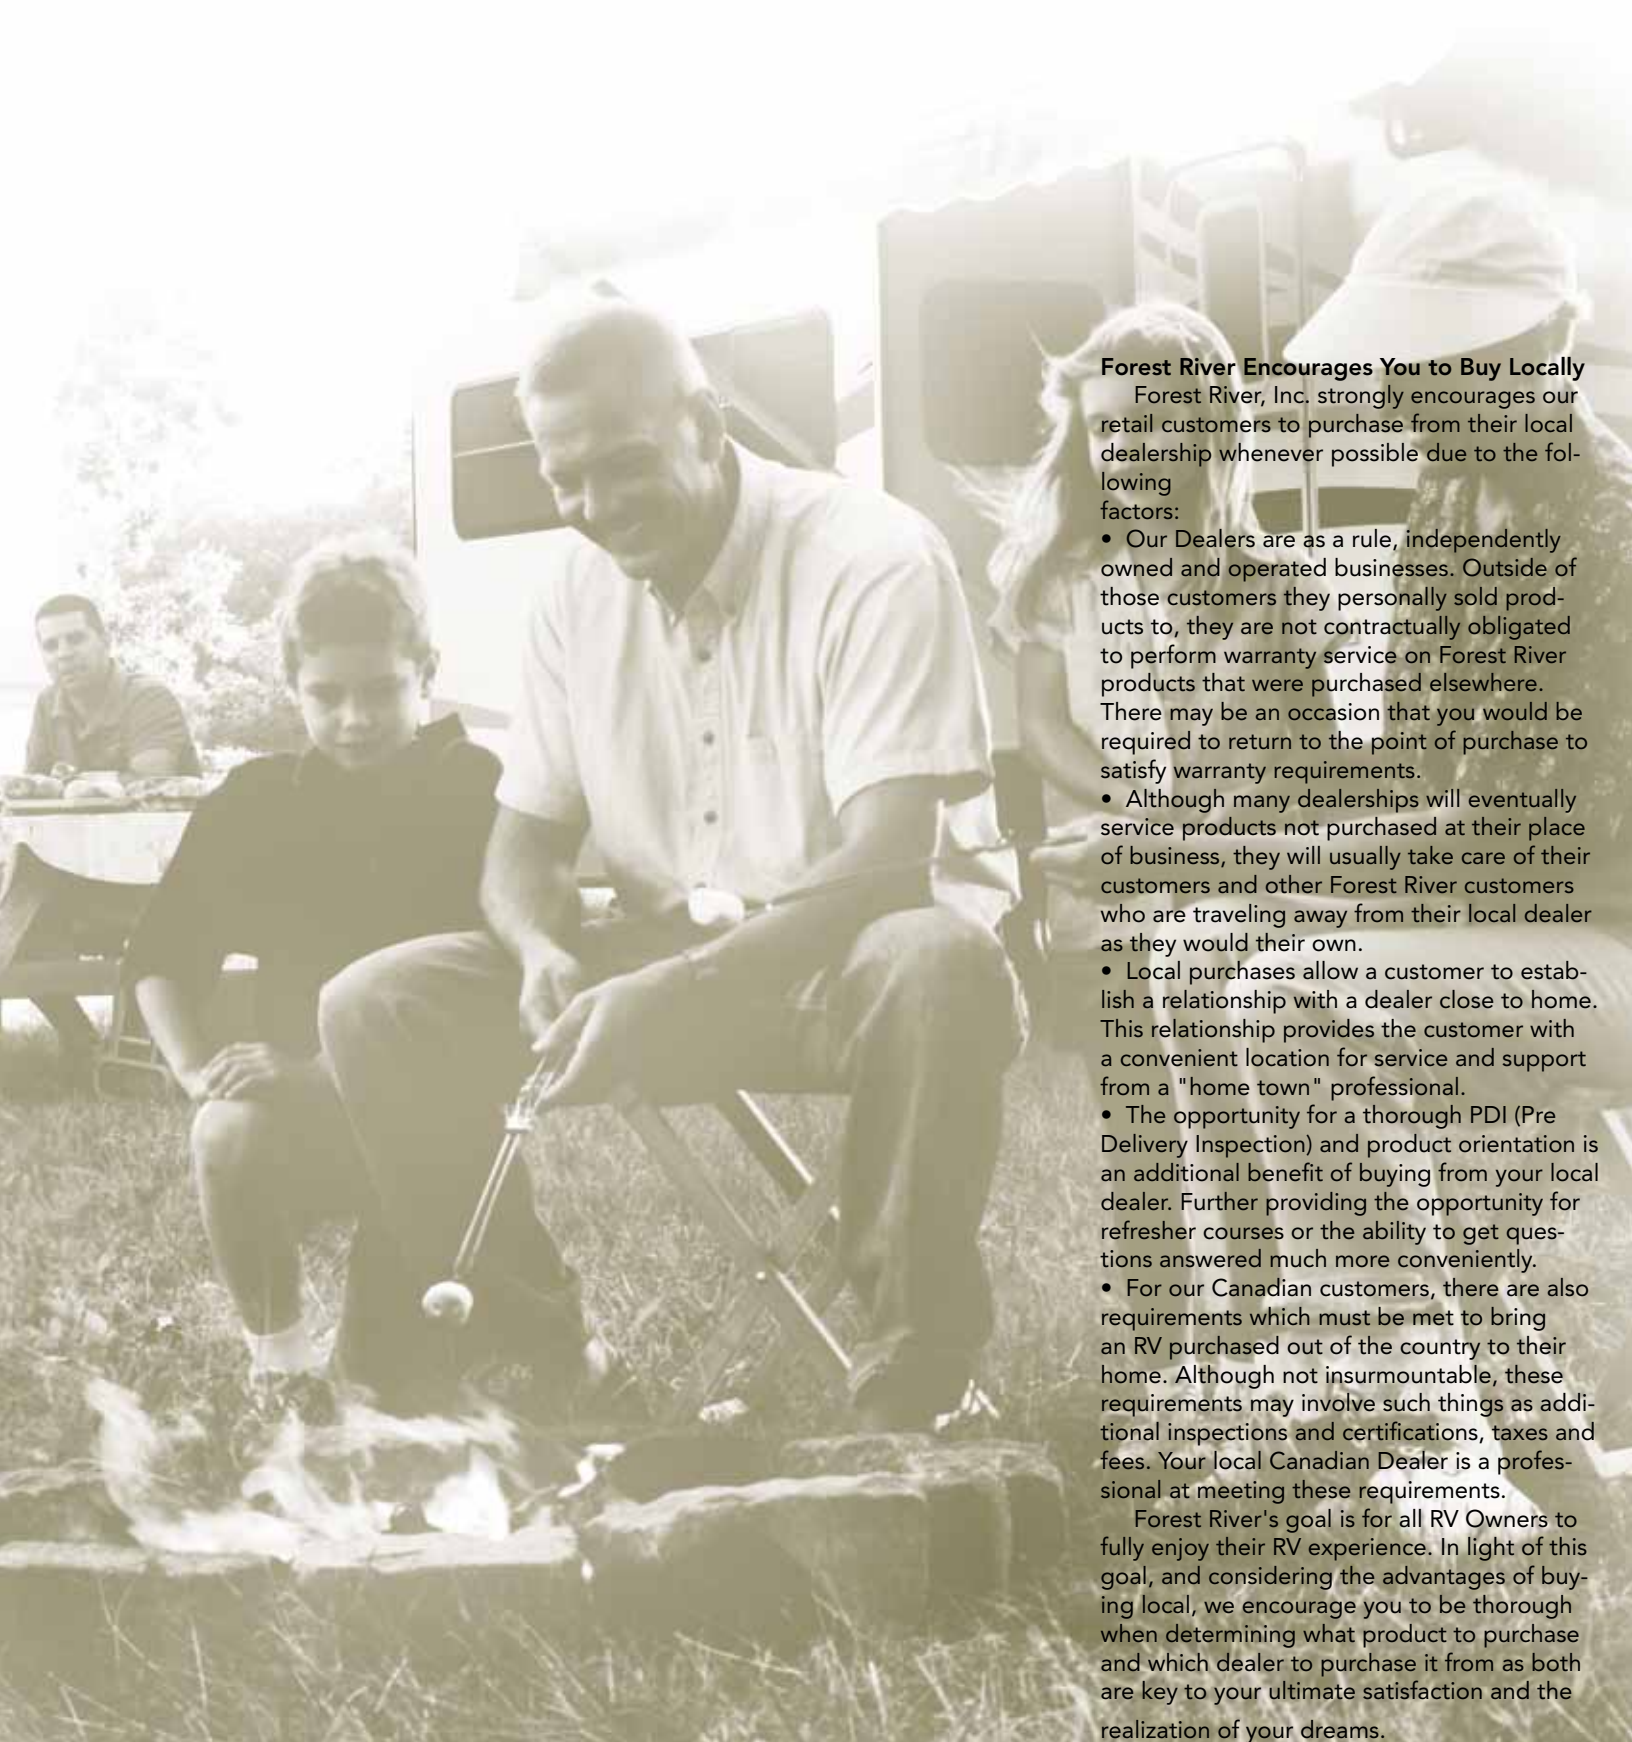 Forest River Encourages You to Buy Locally
Forest River, Inc. strongly encourages our
retail customers to purchase from their local
dealership whenever possible due to the fol-
lowing
factors:
• Our Dealers are as a rule, independently
owned and operated businesses. Outside of
those customers they personally sold prod-
ucts to, they are not contractually obligated
to perform warranty service on Forest River
products that were purchased elsewhere.
There may be an occasion that you would be
required to return to the point of purchase to
satisfy warranty requirements.
• Although many dealerships will eventually
service products not purchased at their place
of business, they will usually take care of their
customers and other Forest River customers
who are traveling away from their local dealer
as they would their own.
• Local purchases allow a customer to estab-
lish a relationship with a dealer close to home.
This relationship provides the customer with
a convenient location for service and support
from a "home town" professional.
• The opportunity for a thorough PDI (Pre
Delivery Inspection) and product orientation is
an additional benefit of buying from your local
dealer. Further providing the opportunity for
refresher courses or the ability to get ques-
tions answered much more conveniently.
• For our Canadian customers, there are also
requirements which must be met to bring
an RV purchased out of the country to their
home. Although not insurmountable, these
requirements may involve such things as addi-
tional inspections and certifications, taxes and
fees. Your local Canadian Dealer is a profes-
sional at meeting these requirements.
Forest River's goal is for all RV Owners to
fully enjoy their RV experience. In light of this
goal, and considering the advantages of buy-
ing local, we encourage you to be thorough
when determining what product to purchase
and which dealer to purchase it from as both
are key to your ultimate satisfaction and the
realization of your dreams.